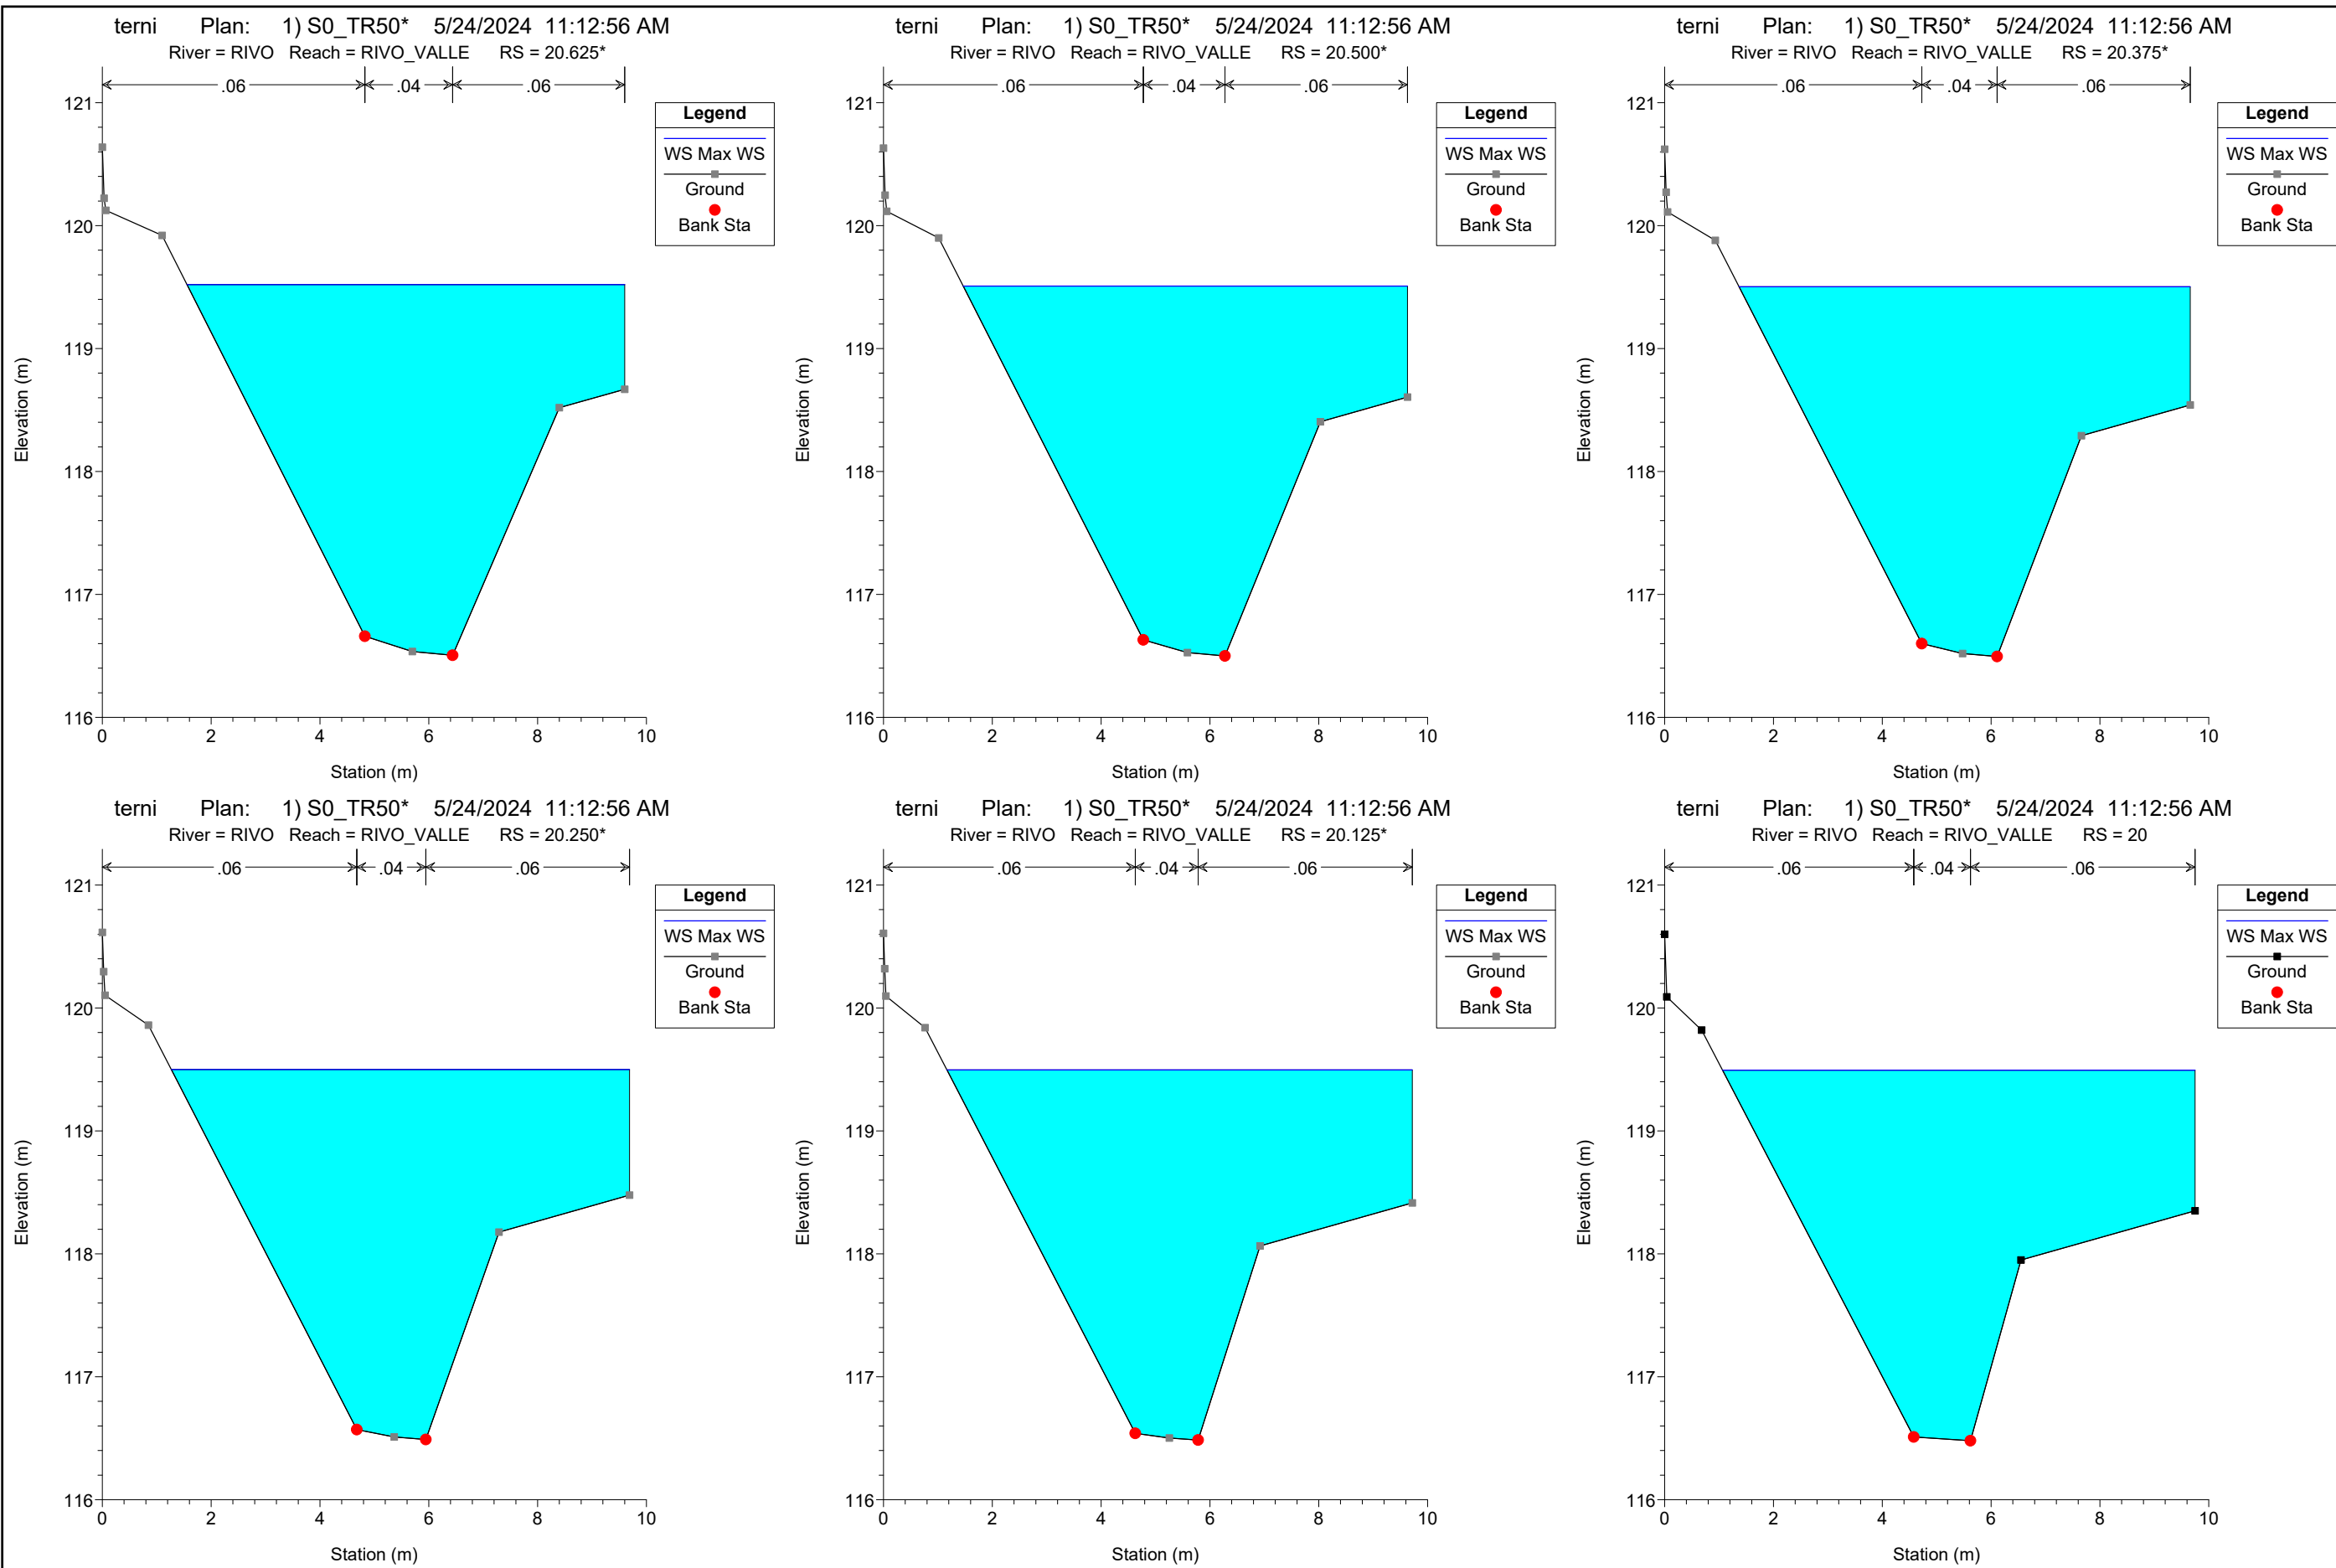 terni Plan: 1) S0_TR50* 5/24/2024 11:12:56 AM
River = RIVO Reach = RIVO_VALLE RS = 20.625*
.06 .04 .06
121
120
119
118
117
116
Elevation (m)
0 2 4 6 8 10
Station (m)
Legend
WS Max WS
Ground
Bank Sta
terni Plan: 1) S0_TR50* 5/24/2024 11:12:56 AM
River = RIVO Reach = RIVO_VALLE RS = 20.500*
.06 .04 .06
121
120
119
118
117
116
Elevation (m)
0 2 4 6 8 10
Station (m)
Legend
WS Max WS
Ground
Bank Sta
terni Plan: 1) S0_TR50* 5/24/2024 11:12:56 AM
River = RIVO Reach = RIVO_VALLE RS = 20.375*
.06 .04 .06
121
120
119
118
117
116
Elevation (m)
0 2 4 6 8 10
Station (m)
Legend
WS Max WS
Ground
Bank Sta
terni Plan: 1) S0_TR50* 5/24/2024 11:12:56 AM
River = RIVO Reach = RIVO_VALLE RS = 20.250*
.06 .04 .06
121
120
119
118
117
116
Elevation (m)
0 2 4 6 8 10
Station (m)
Legend
WS Max WS
Ground
Bank Sta
terni Plan: 1) S0_TR50* 5/24/2024 11:12:56 AM
River = RIVO Reach = RIVO_VALLE RS = 20.125*
.06 .04 .06
121
120
119
118
117
116
Elevation (m)
0 2 4 6 8 10
Station (m)
Legend
WS Max WS
Ground
Bank Sta
terni Plan: 1) S0_TR50* 5/24/2024 11:12:56 AM
River = RIVO Reach = RIVO_VALLE RS = 20
.06 .04 .06
121
120
119
118
117
116
Elevation (m)
0 2 4 6 8 10
Station (m)
Legend
WS Max WS
Ground
Bank Sta